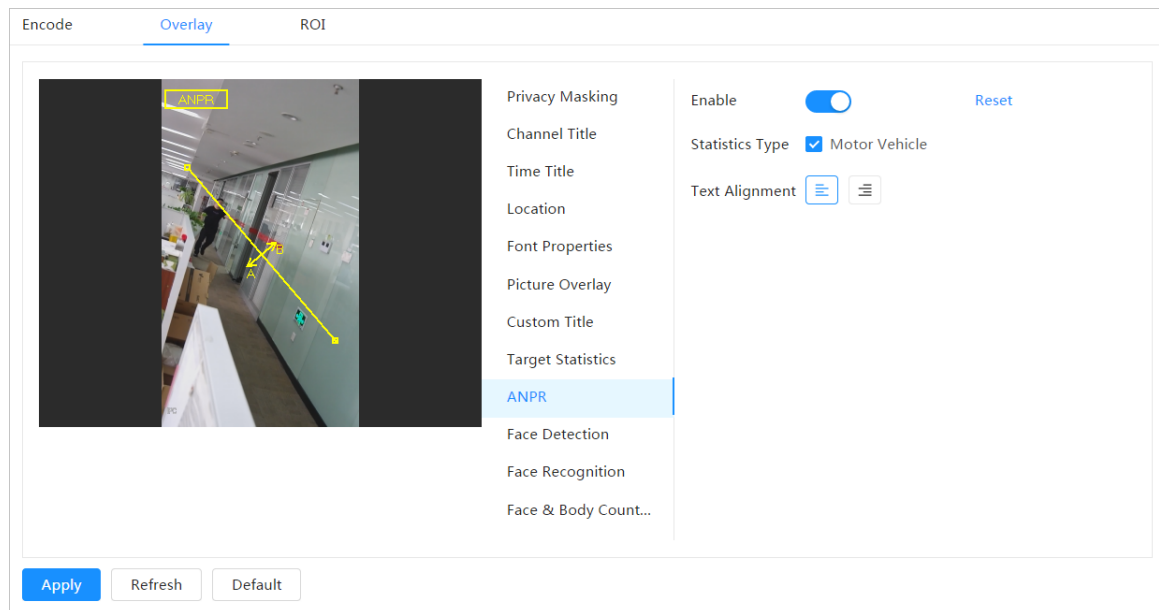 Encode Overlay ROI
ANPR
B
A
IPC
Privacy Masking
Channel Title
Time Title
Location
Font Properties
Picture Overlay
Custom Title
Target Statistics
ANPR
Face Detection
Face Recognition
Face & Body Count...
Enable Reset
Statistics Type Motor Vehicle
Text Alignment
Apply Refresh Default